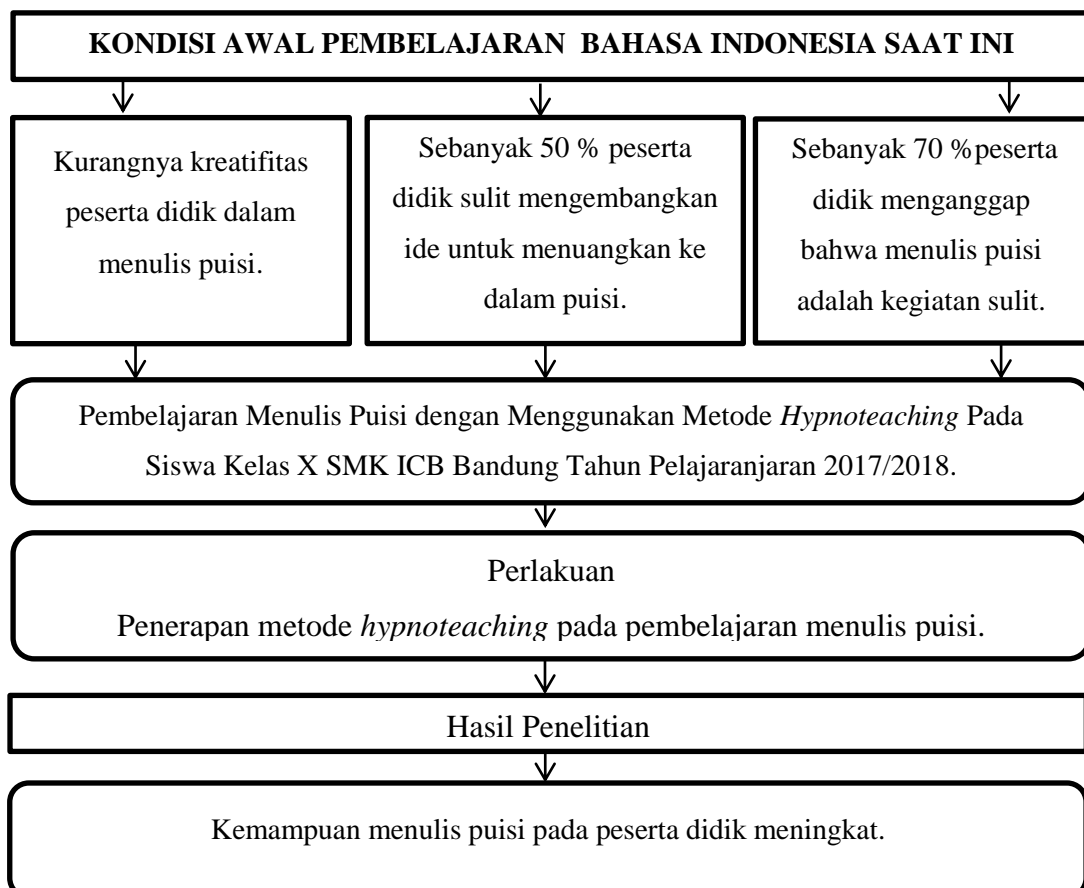 KONDISI AWAL PEMBELAJARAN BAHASA INDONESIA SAAT INI
Kurangnya kreatifitas
peserta didik dalam
menulis puisi.
Sebanyak 50 % peserta
didik sulit mengembangkan
ide untuk menuangkan ke
dalam puisi.
Sebanyak 70 %peserta
didik menganggap
bahwa menulis puisi
adalah kegiatan sulit.
Pembelajaran Menulis Puisi dengan Menggunakan Metode Hypnoteaching Pada
Siswa Kelas X SMK ICB Bandung Tahun Pelajaranjaran 2017/2018.
Perlakuan
Penerapan metode hypnoteaching pada pembelajaran menulis puisi.
Hasil Penelitian
Kemampuan menulis puisi pada peserta didik meningkat.